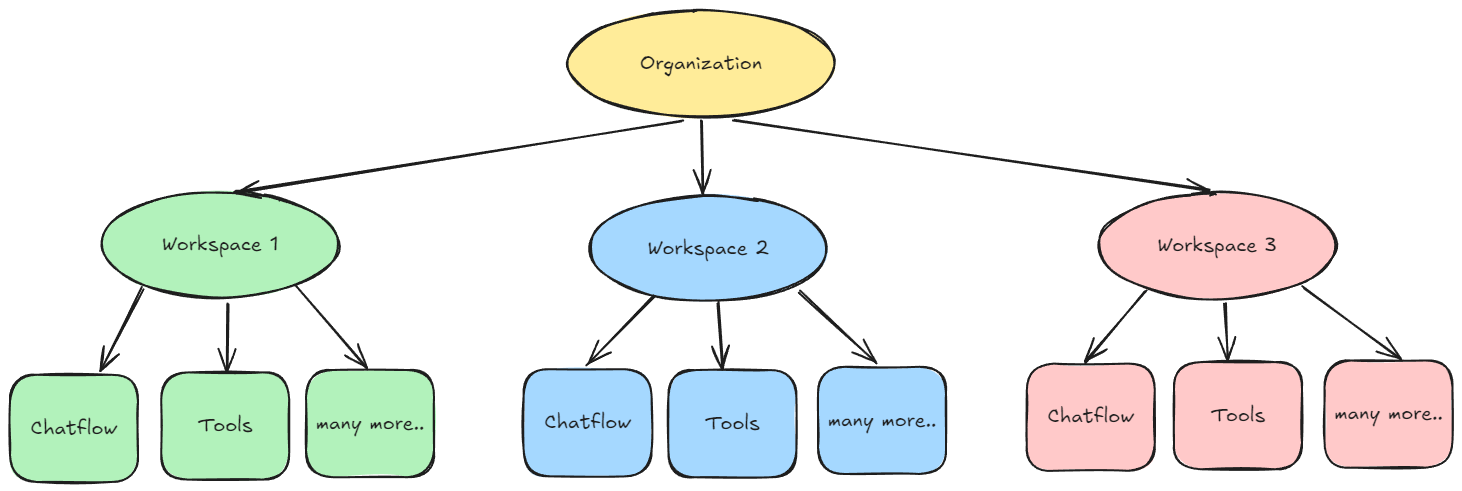 Organization
Workspace 1
Workspace 2
Workspace 3
Chatflow
Tools
many more..
Chatflow
Tools
many more..
Chatflow
Tools
many more..